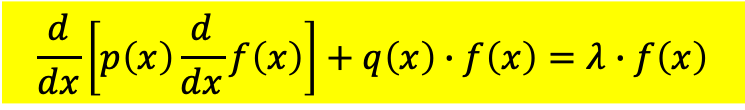 d/dx [p(x) d/dx f(x)] + q(x) · f(x) = λ · f(x)